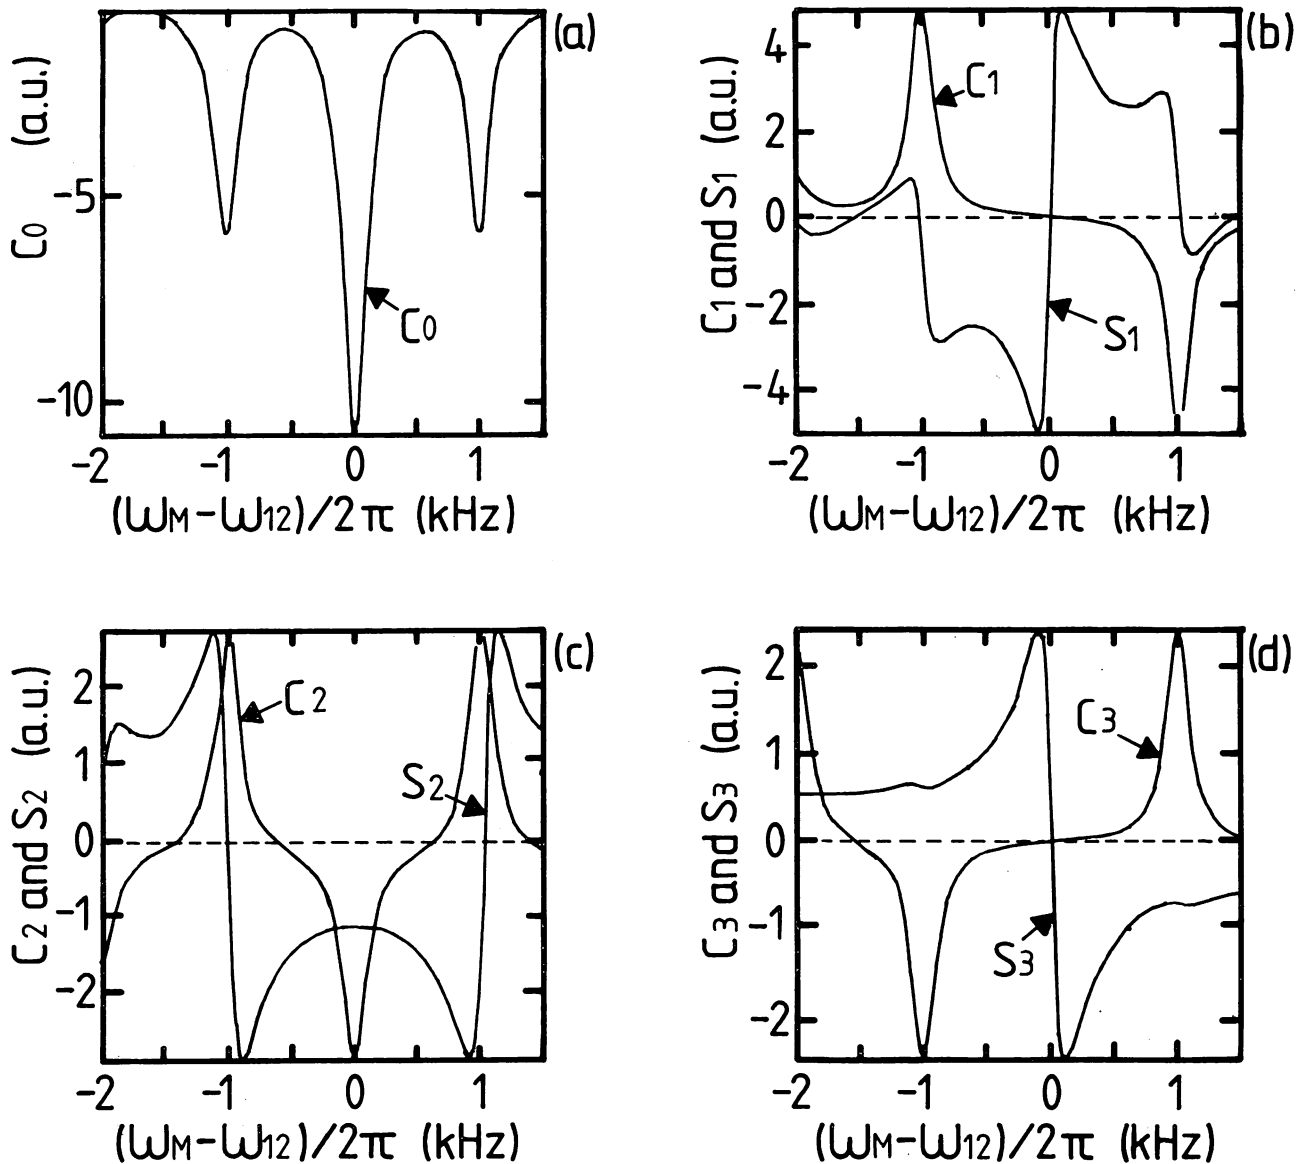 (a)
C0 (a.u.)
-5
-10
C0
-2 -1 0 1
(ωM-ω12)/2π (kHz)
(b)
C1 and S1 (a.u.)
4
2
0
-2
-4
C1
S1
-2 -1 0 1
(ωM-ω12)/2π (kHz)
(c)
C2 and S2 (a.u.)
2
1
0
-1
-2
C2
S2
-2 -1 0 1
(ωM-ω12)/2π (kHz)
(d)
C3 and S3 (a.u.)
2
1
0
-1
-2
C3
S3
-2 -1 0 1
(ωM-ω12)/2π (kHz)